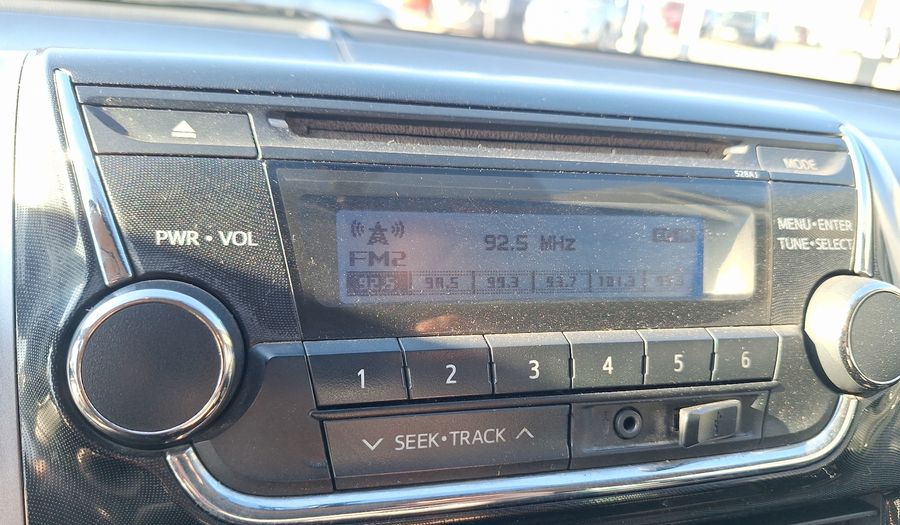 MODE
528AJ
PWR•VOL
MENU•ENTER
TUNE•SELECT
92.5 MHz
FM2
92.5 98.5 99.3 93.7 101.3
1 2 3 4 5 6
SEEK•TRACK